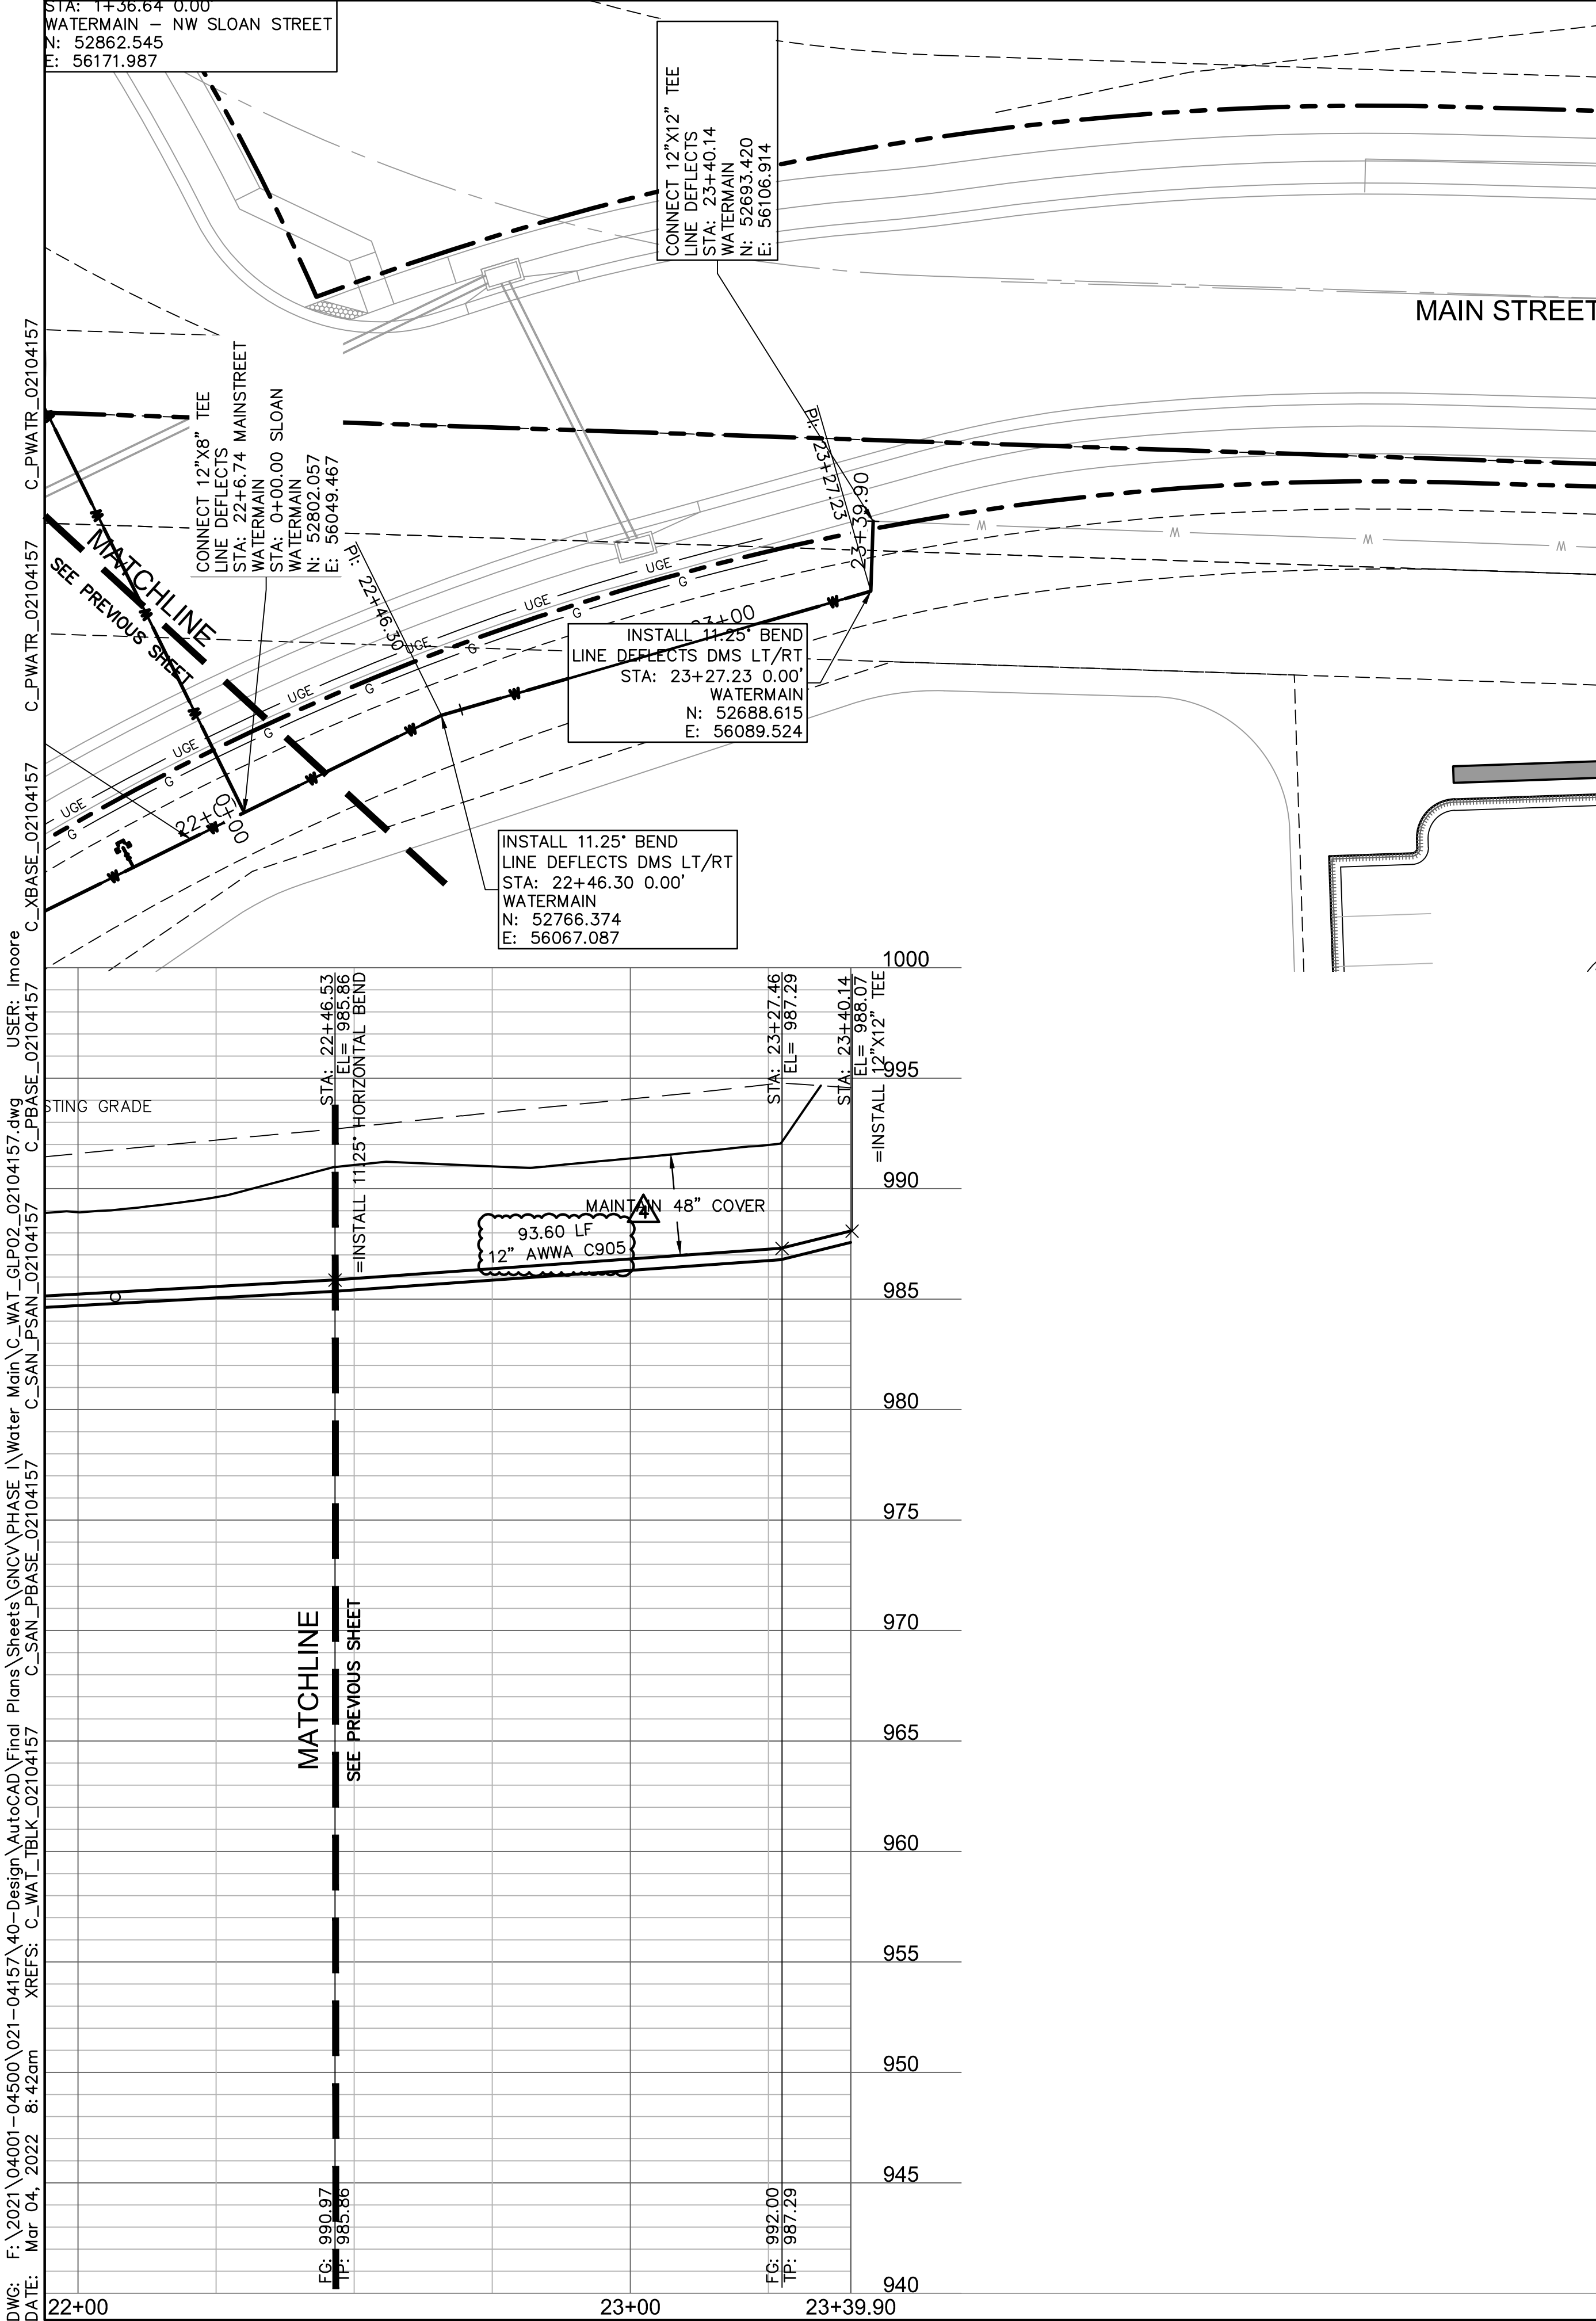 STA: 1+36.64 0.00'
WATERMAIN – NW SLOAN STREET
N: 52862.545
E: 56171.987
CONNECT 12"X12" TEE
LINE DEFLECTS
STA: 23+40.14
WATERMAIN
N: 52693.420
E: 56106.914
MAIN STREET
CONNECT 12"X8" TEE
LINE DEFLECTS
STA: 22+6.74 MAINSTREET
WATERMAIN
STA: 0+00.00 SLOAN
WATERMAIN
N: 52802.057
E: 56049.467
MATCHLINE
SEE PREVIOUS SHEET
PI: 22+46.30
PI: 23+27.23
23+39.90
W
W
W
UGE
G
UGE
G
UGE
G
UGE
G
UGE
G
UGE
G
W
W
W
W
W
W
W
W
W
22+0
0+00
23+00
INSTALL 11.25° BEND
LINE DEFLECTS DMS LT/RT
STA: 23+27.23 0.00'
WATERMAIN
N: 52688.615
E: 56089.524
INSTALL 11.25° BEND
LINE DEFLECTS DMS LT/RT
STA: 22+46.30 0.00'
WATERMAIN
N: 52766.374
E: 56067.087
STA: 22+46.53
EL= 985.86
=INSTALL 11.25° HORIZONTAL BEND
STA: 23+27.46
EL= 987.29
STA: 23+40.14
EL= 988.07
=INSTALL 12"X12" TEE
STING GRADE
MAINTAIN 48" COVER
4
93.60 LF
12" AWWA C905
MATCHLINE
SEE PREVIOUS SHEET
1000
995
990
985
980
975
970
965
960
955
950
945
940
FG: 990.97
TP: 985.86
FG: 992.00
TP: 987.29
22+00
23+00
23+39.90
DWG: F:\2021\04001-04500\021-04157\40-Design\AutoCAD\Final Plans\Sheets\GNCV\PHASE I\Water Main\C_WAT_GLP02_02104157.dwg USER: lmoore
DATE: Mar 04, 2022 8:42am XREFS: C_WAT_TBLK_02104157 C_SAN_PBASE_02104157 C_SAN_PSAN_02104157 C_PBASE_02104157 C_XBASE_02104157 C_PWATR_02104157 C_PWATR_02104157